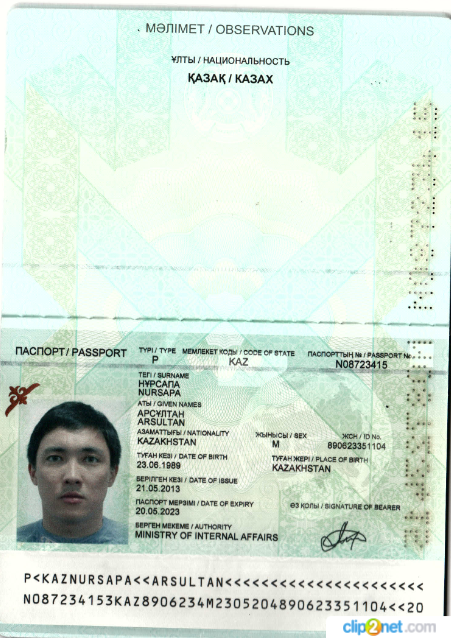 МӘЛІМЕТ / OBSERVATIONS
ҰЛТЫ / НАЦИОНАЛЬНОСТЬ
ҚАЗАҚ / КАЗАХ
ПАСПОРТ / PASSPORT
ТҮРІ / TYPE
P
МЕМЛЕКЕТ КОДЫ / CODE OF STATE
KAZ
ПАСПОРТТЫҢ № / PASSPORT №
N08723415
ТЕГІ / SURNAME
НҰРСАПА
NURSAPA
АТЫ / GIVEN NAMES
АРСҰЛТАН
ARSULTAN
АЗАМАТТЫҒЫ / NATIONALITY
KAZAKHSTAN
ЖЫНЫСЫ / SEX
M
ЖСН / ID No.
890623351104
ТУҒАН КЕЗІ / DATE OF BIRTH
23.06.1989
ТУҒАН ЖЕРІ / PLACE OF BIRTH
KAZAKHSTAN
БЕРІЛГЕН КЕЗІ / DATE OF ISSUE
21.05.2013
ПАСПОРТ МЕРЗІМІ / DATE OF EXPIRY
20.05.2023
ӨЗ ҚОЛЫ / SIGNATURE OF BEARER
БЕРГЕН МЕКЕМЕ / AUTHORITY
MINISTRY OF INTERNAL AFFAIRS
P<KAZNURSAPA<<ARSULTAN<<<<<<<<<<<<<<<<<<<<<<
N087234153KAZ8906234M2305204890623351104<<20
clip2net.com